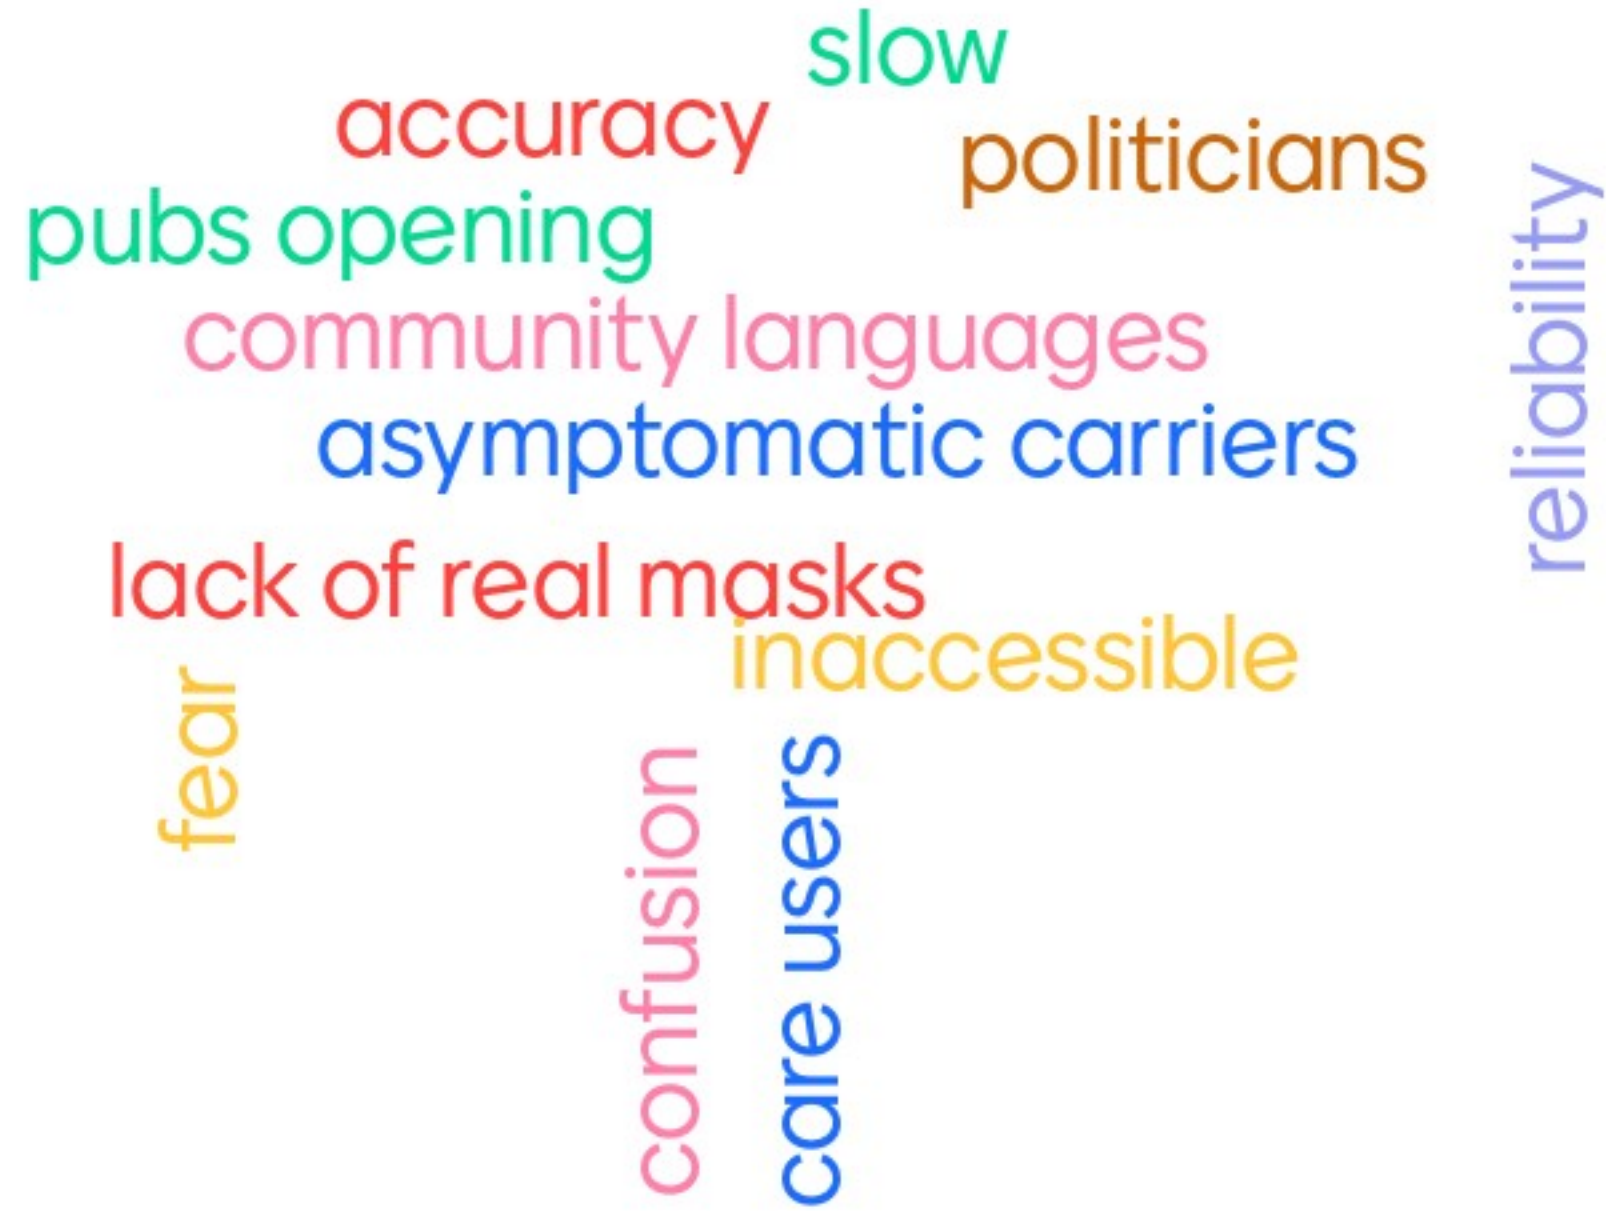 slow
accuracy
politicians
pubs opening
reliability
community languages
asymptomatic carriers
lack of real masks
inaccessible
fear
confusion
care users